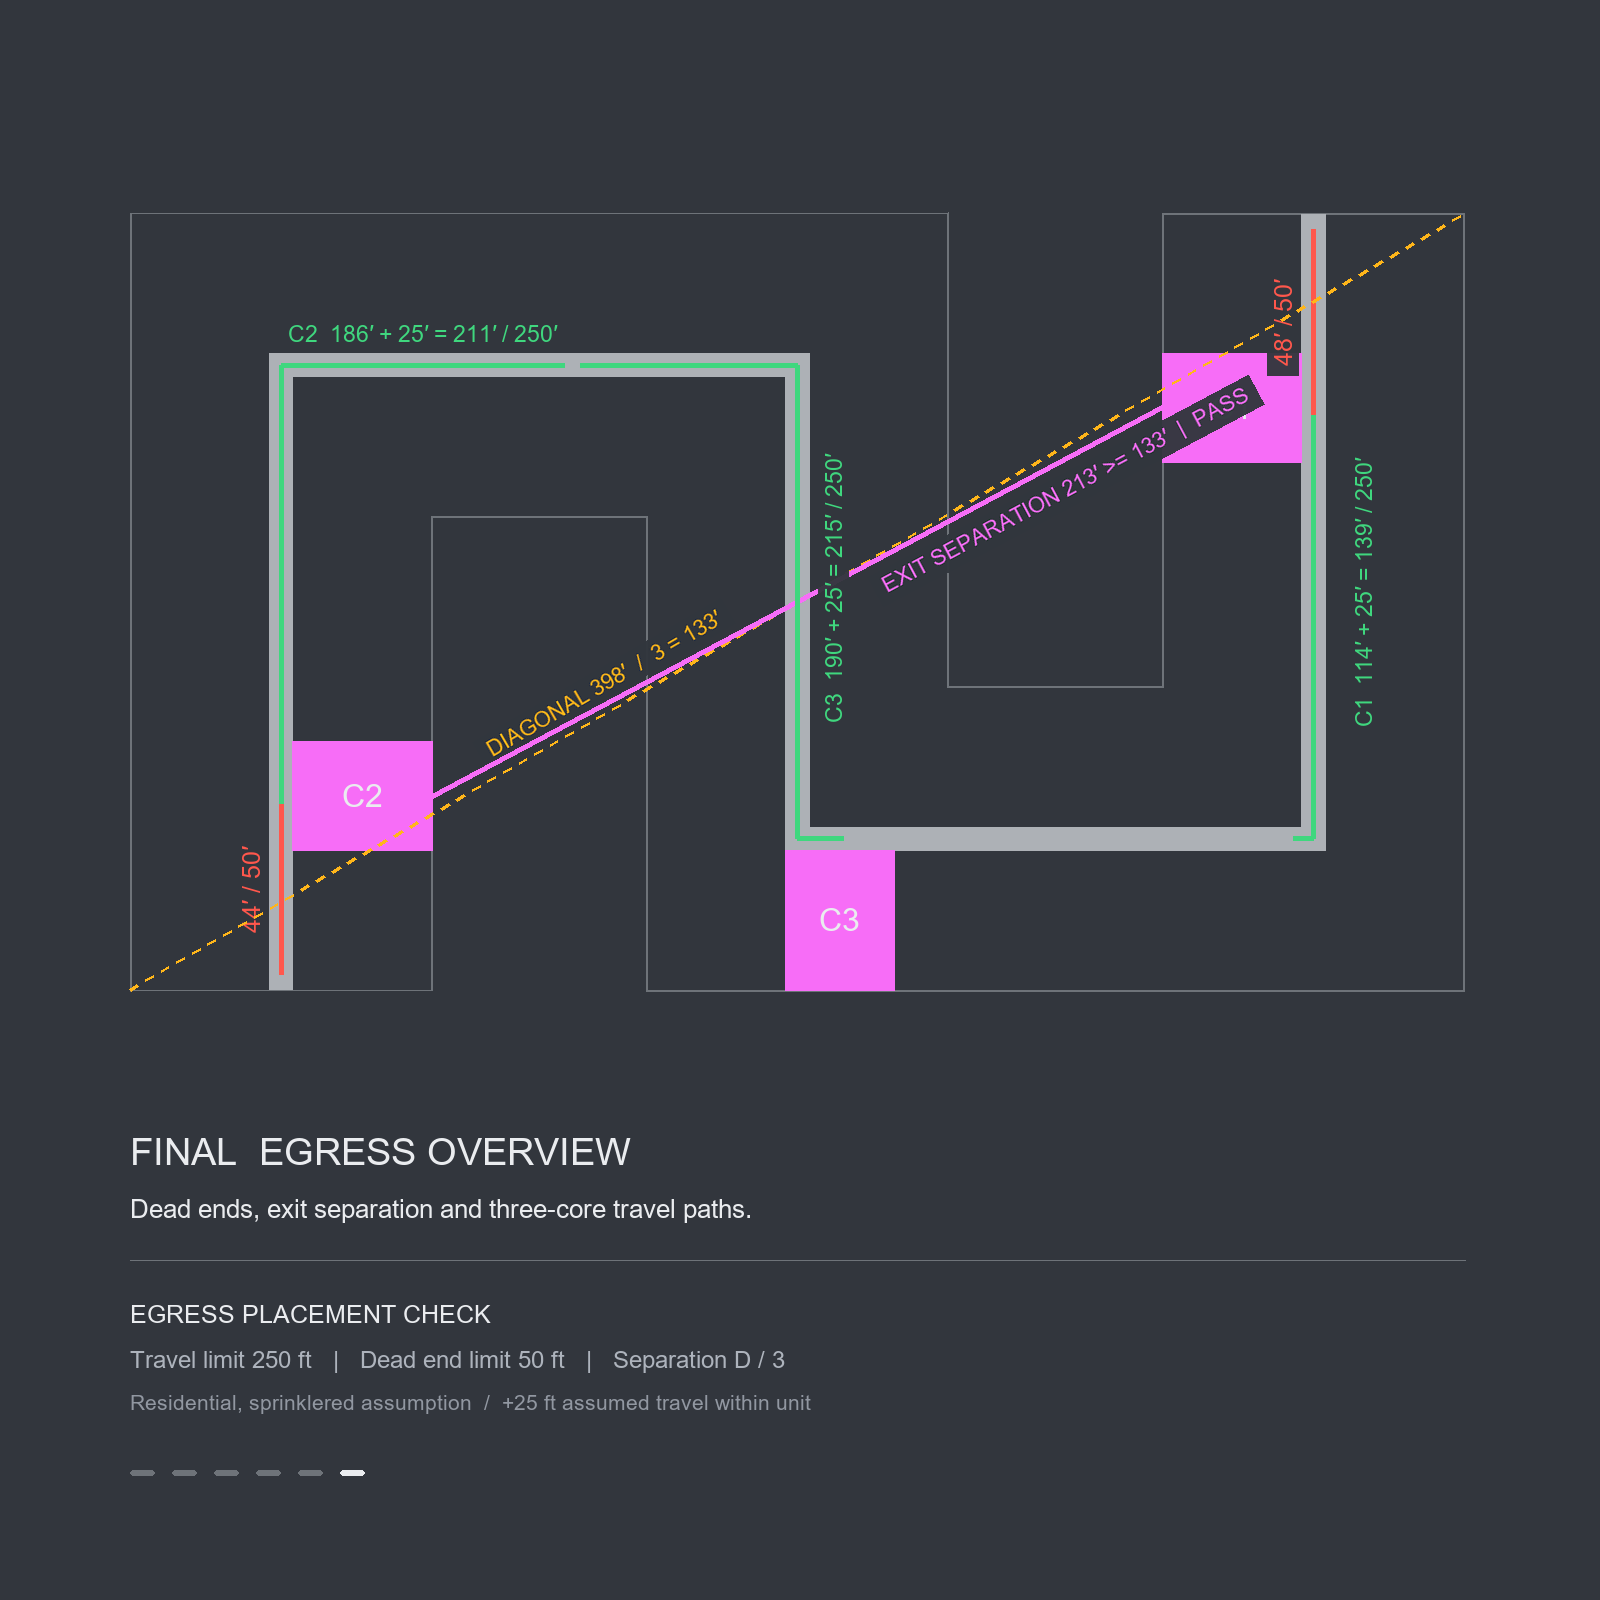 48′ / 50′
C2  186′ + 25′ = 211′ / 250′
EXIT SEPARATION 213′ >= 133′  |  PASS
C3  190′ + 25′ = 215′ / 250′
C1  114′ + 25′ = 139′ / 250′
DIAGONAL 398′  /  3 = 133′
C2
44′ / 50′
C3
FINAL  EGRESS OVERVIEW
Dead ends, exit separation and three-core travel paths.
EGRESS PLACEMENT CHECK
Travel limit 250 ft  |  Dead end limit 50 ft  |  Separation D / 3
Residential, sprinklered assumption  /  +25 ft assumed travel within unit